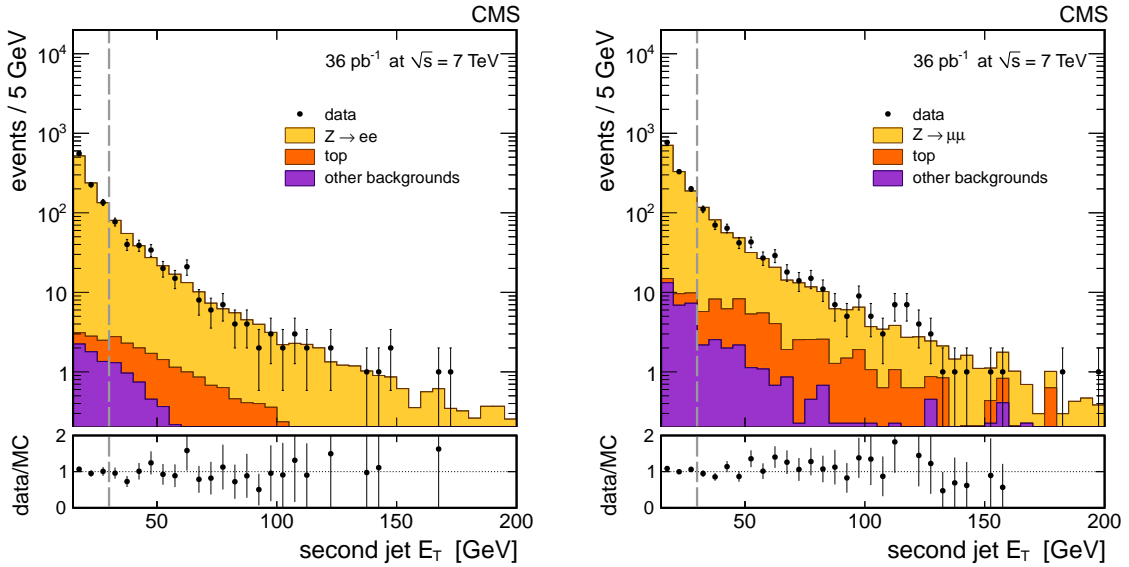 CMS
events / 5 GeV
10⁴
10³
10²
10
1
36 pb⁻¹ at √s = 7 TeV
data
Z → ee
top
other backgrounds
data/MC
2
1
0
50 100 150 200
second jet E_T [GeV]
CMS
events / 5 GeV
10⁴
10³
10²
10
1
36 pb⁻¹ at √s = 7 TeV
data
Z → μμ
top
other backgrounds
data/MC
2
1
0
50 100 150 200
second jet E_T [GeV]